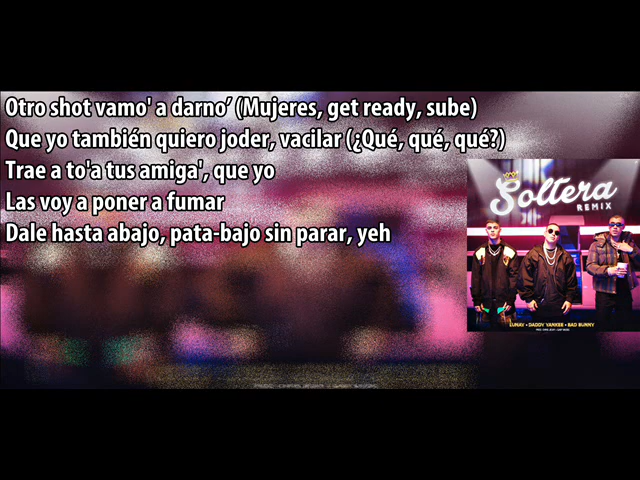 Otro shot vamo' a darno’ (Mujeres, get ready, sube)
Que yo también quiero joder, vacilar (¿Qué, qué, qué?)
Trae a to'a tus amiga', que yo
Las voy a poner a fumar
Dale hasta abajo, pata-bajo sin parar, yeh
Soltera
REMIX
LUNAY • DADDY YANKEE • BAD BUNNY